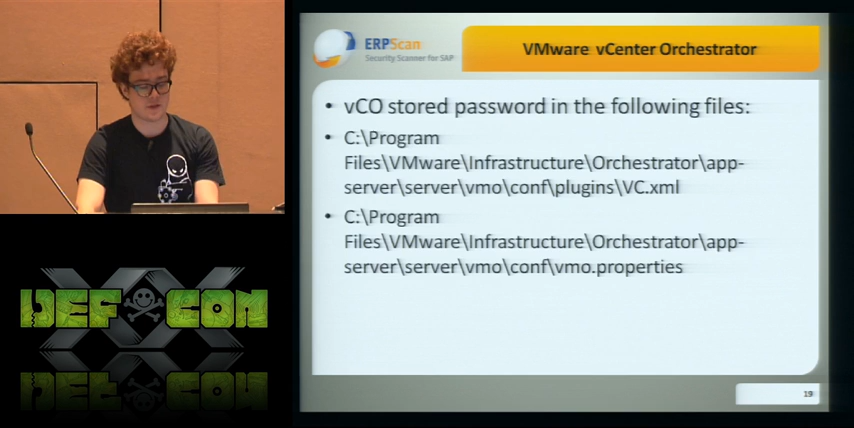 ERPScan
Security Scanner for SAP
VMware vCenter Orchestrator
• vCO stored password in the following files:
• C:\Program
Files\VMware\Infrastructure\Orchestrator\app-
server\server\vmo\conf\plugins\VC.xml
• C:\Program
Files\VMware\Infrastructure\Orchestrator\app-
server\server\vmo\conf\vmo.properties
19
DEF CON
XX